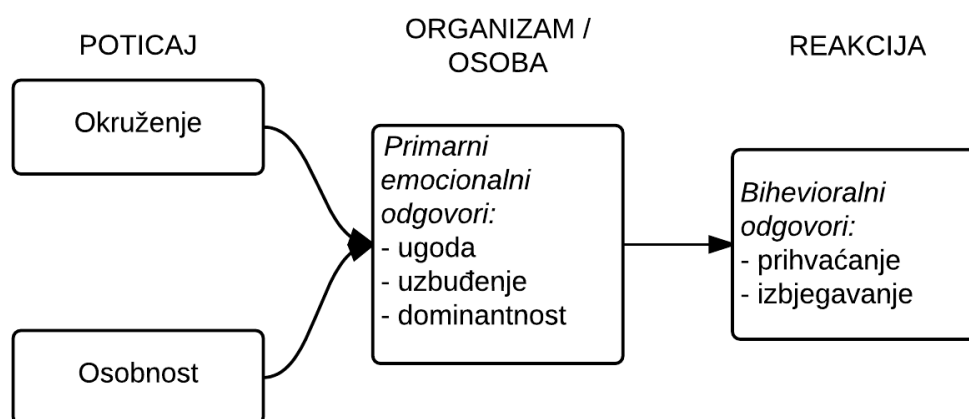 POTICAJ
ORGANIZAM /
OSOBA
REAKCIJA
Okruženje
Osobnost
Primarni
emocionalni
odgovori:
- ugoda
- uzbuđenje
- dominantnost
Bihevioralni
odgovori:
- prihvaćanje
- izbjegavanje